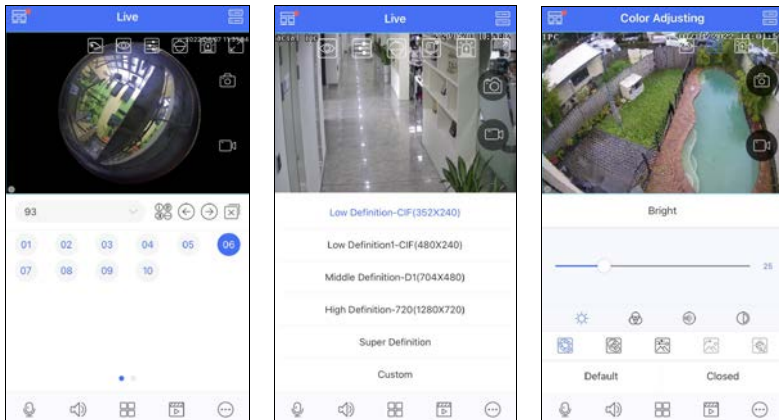 Live
93
01 02 03 04 05 06
07 08 09 10
Live
Low Definition-CIF(352X240)
Low Definition1-CIF(480X240)
Middle Definition-D1(704X480)
High Definition-720(1280X720)
Super Definition
Custom
Color Adjusting
IPC
Bright
25
Default Closed